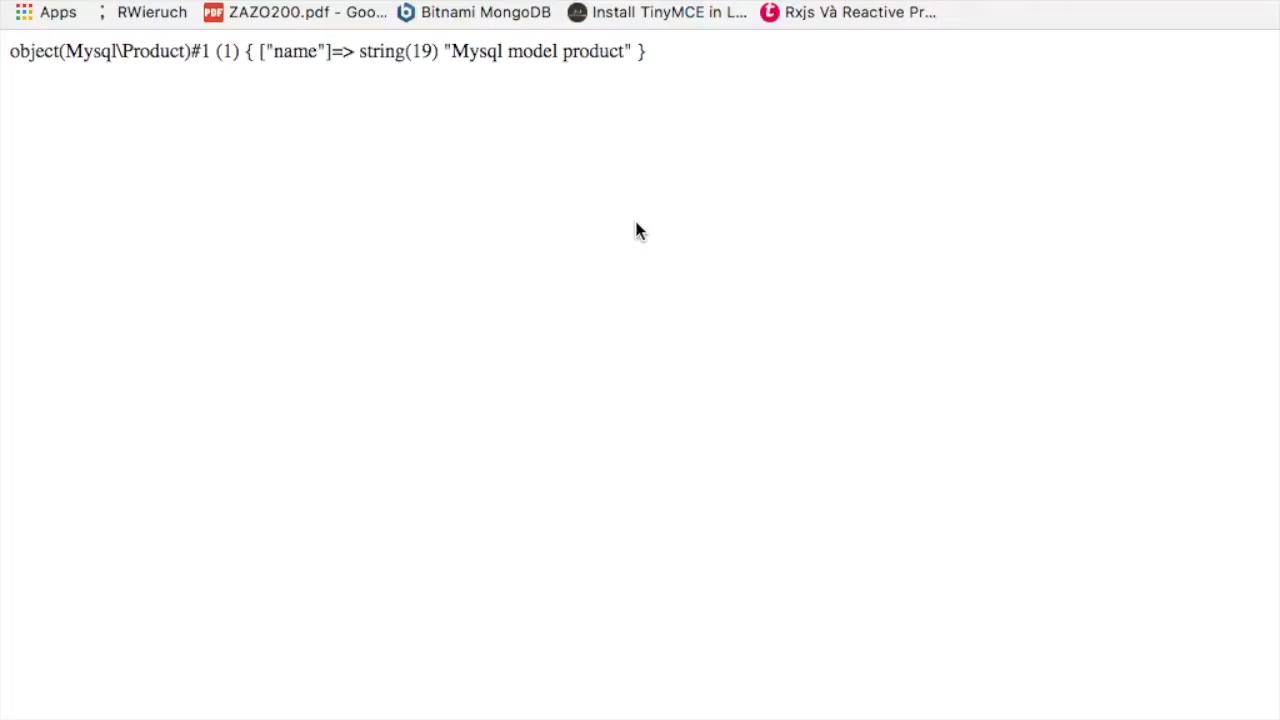 Apps RWieruch PDF ZAZO200.pdf - Goo... Bitnami MongoDB Install TinyMCE in L... Rxjs Và Reactive Pr...
object(Mysql\Product)#1 (1) { ["name"]=> string(19) "Mysql model product" }